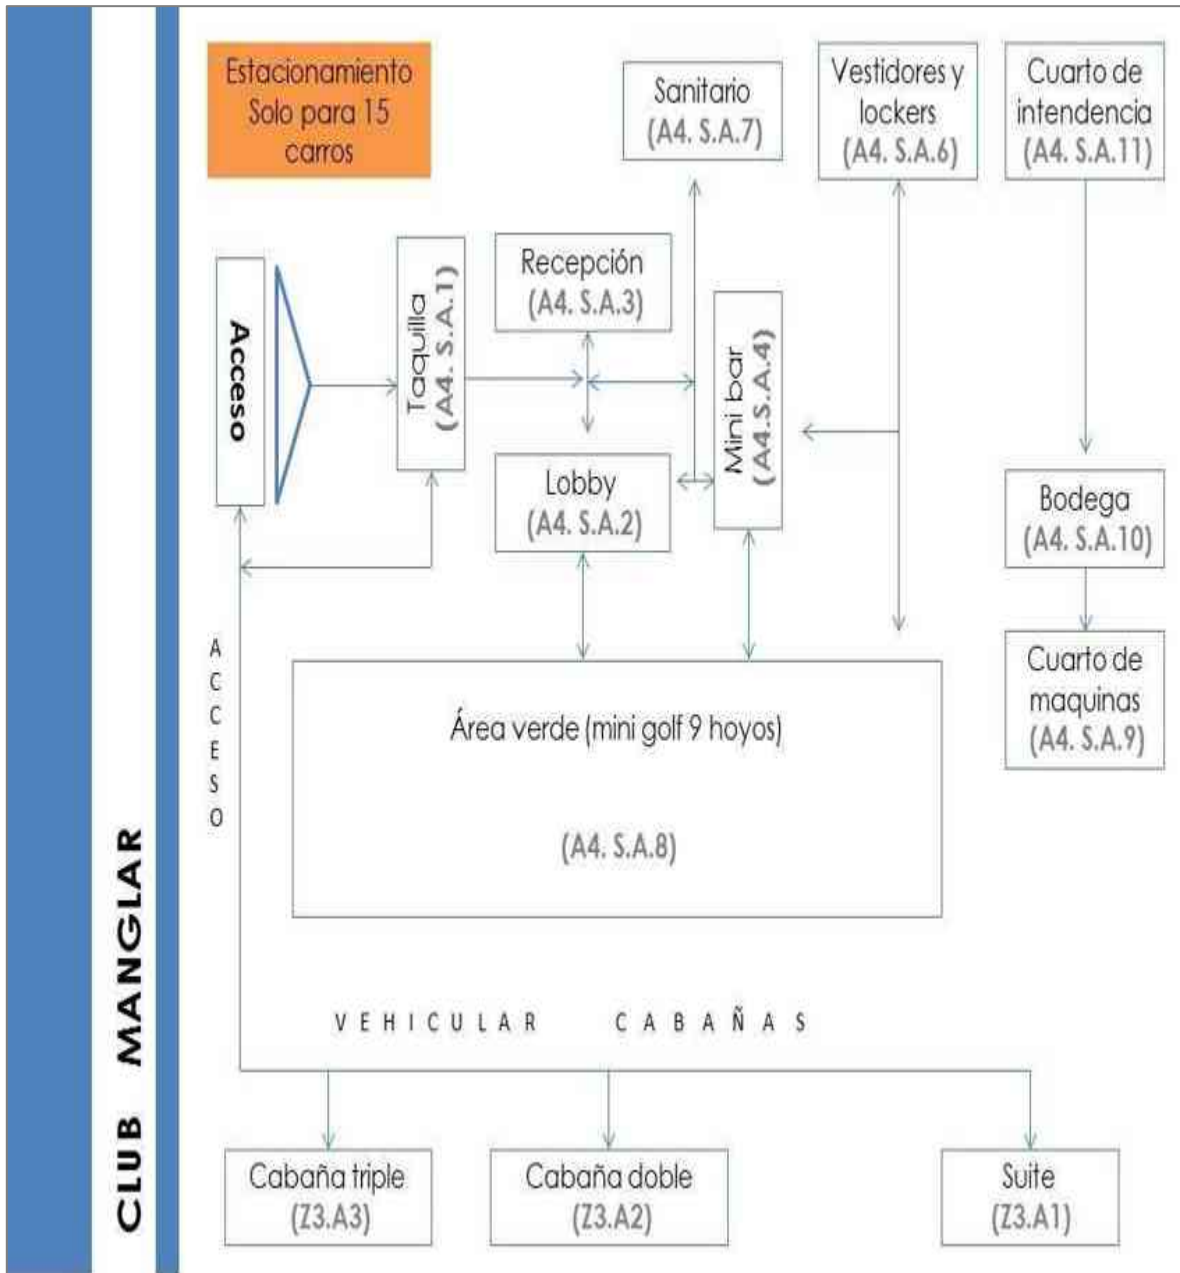 Estacionamiento
Solo para 15
carros
Sanitario
(A4. S.A.7)
Vestidores y
lockers
(A4. S.A.6)
Cuarto de
intendencia
(A4. S.A.11)
Acceso
Taquilla
(A4. S.A.1)
Recepción
(A4. S.A.3)
Mini bar
(A4.S.A.4)
Lobby
(A4. S.A.2)
Bodega
(A4. S.A.10)
Cuarto de
maquinas
(A4. S.A.9)
Área verde (mini golf 9 hoyos)
(A4. S.A.8)
ACCESO
VEHICULAR CABAÑAS
Cabaña triple
(Z3.A3)
Cabaña doble
(Z3.A2)
Suite
(Z3.A1)
CLUB MANGLAR